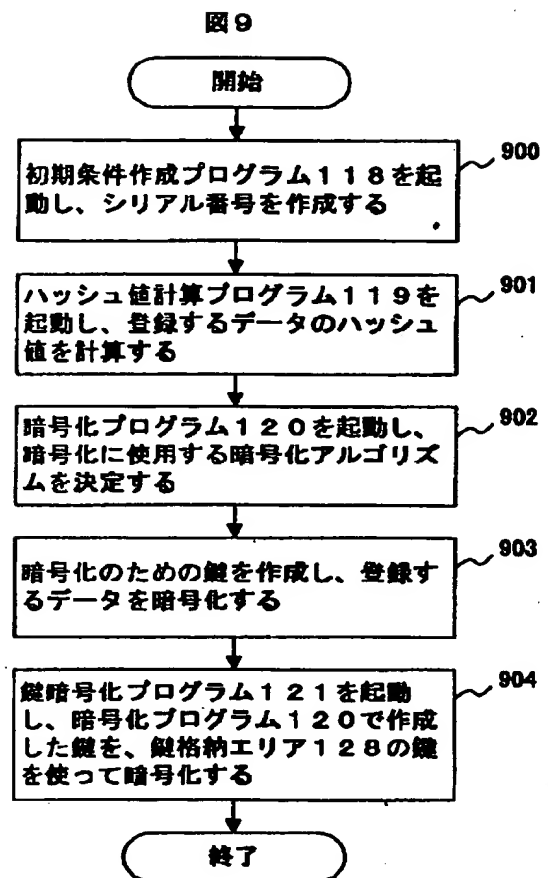 図9
開始
初期条件作成プログラム118を起
動し、シリアル番号を作成する
900
ハッシュ値計算プログラム119を
起動し、登録するデータのハッシュ
値を計算する
901
暗号化プログラム120を起動し、
暗号化に使用する暗号化アルゴリズ
ムを決定する
902
暗号化のための鍵を作成し、登録す
るデータを暗号化する
903
鍵暗号化プログラム121を起動
し、暗号化プログラム120で作成
した鍵を、鍵格納エリア128の鍵
を使って暗号化する
904
終了